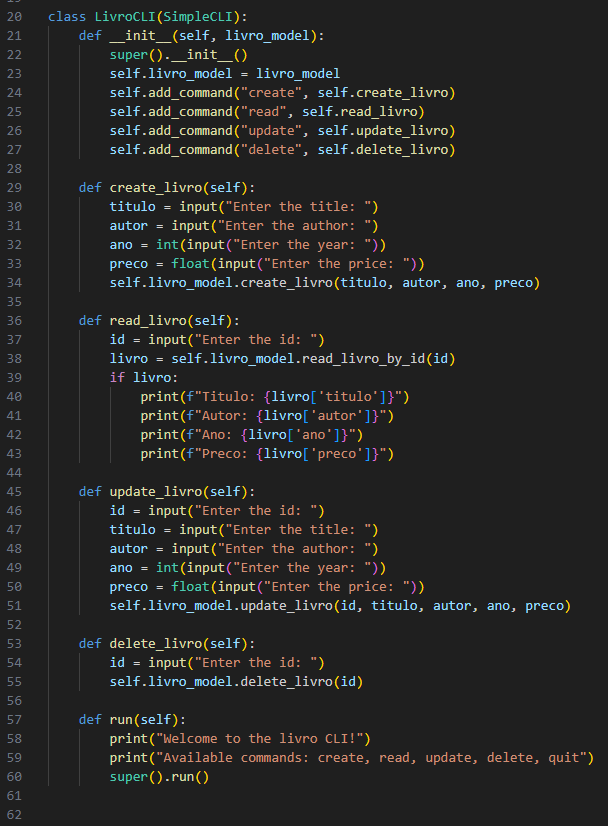 20 class LivroCLI(SimpleCLI):
21     def __init__(self, livro_model):
22         super().__init__()
23         self.livro_model = livro_model
24         self.add_command("create", self.create_livro)
25         self.add_command("read", self.read_livro)
26         self.add_command("update", self.update_livro)
27         self.add_command("delete", self.delete_livro)
28
29     def create_livro(self):
30         titulo = input("Enter the title: ")
31         autor = input("Enter the author: ")
32         ano = int(input("Enter the year: "))
33         preco = float(input("Enter the price: "))
34         self.livro_model.create_livro(titulo, autor, ano, preco)
35
36     def read_livro(self):
37         id = input("Enter the id: ")
38         livro = self.livro_model.read_livro_by_id(id)
39         if livro:
40             print(f"Titulo: {livro['titulo']}")
41             print(f"Autor: {livro['autor']}")
42             print(f"Ano: {livro['ano']}")
43             print(f"Preco: {livro['preco']}")
44
45     def update_livro(self):
46         id = input("Enter the id: ")
47         titulo = input("Enter the title: ")
48         autor = input("Enter the author: ")
49         ano = int(input("Enter the year: "))
50         preco = float(input("Enter the price: "))
51         self.livro_model.update_livro(id, titulo, autor, ano, preco)
52
53     def delete_livro(self):
54         id = input("Enter the id: ")
55         self.livro_model.delete_livro(id)
56
57     def run(self):
58         print("Welcome to the livro CLI!")
59         print("Available commands: create, read, update, delete, quit")
60         super().run()
61
62